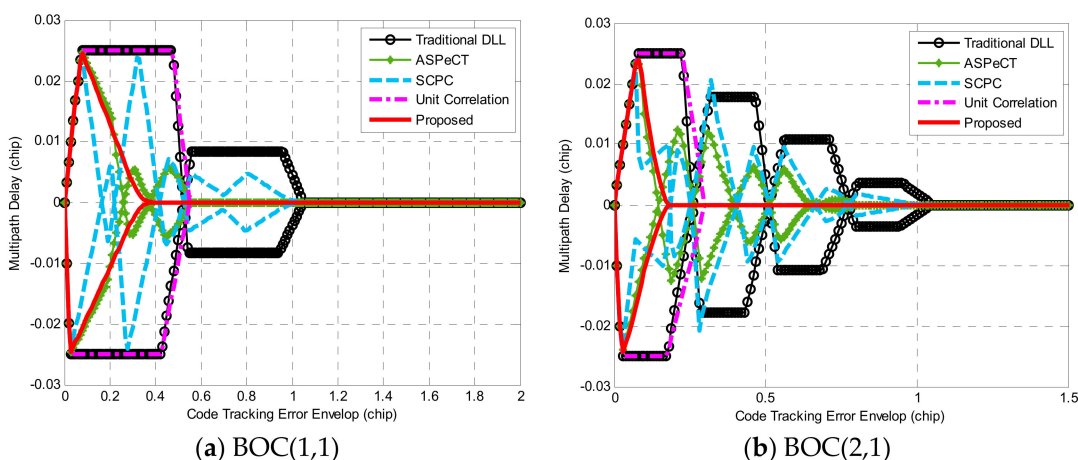 0.03
0.02
0.01
0
-0.01
-0.02
-0.03
Multipath Delay (chip)
Traditional DLL
ASPeCT
SCPC
Unit Correlation
Proposed
0 0.2 0.4 0.6 0.8 1 1.2 1.4 1.6 1.8 2
Code Tracking Error Envelop (chip)
(a) BOC(1,1)
0.03
0.02
0.01
0
-0.01
-0.02
-0.03
Multipath Delay (chip)
Traditional DLL
ASPeCT
SCPC
Unit Correlation
Proposed
0 0.5 1 1.5
Code Tracking Error Envelop (chip)
(b) BOC(2,1)